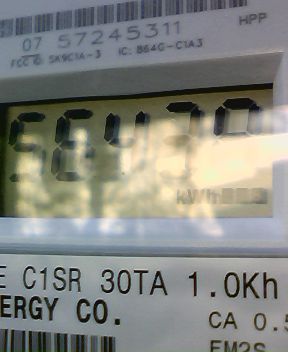 HPP
07 57245311
FCC ID: SK9C1A-3 IC: 864G-C1A3
kWh
E C1SR 30TA 1.0Kh
ERGY CO.
CA 0.5
FM2S